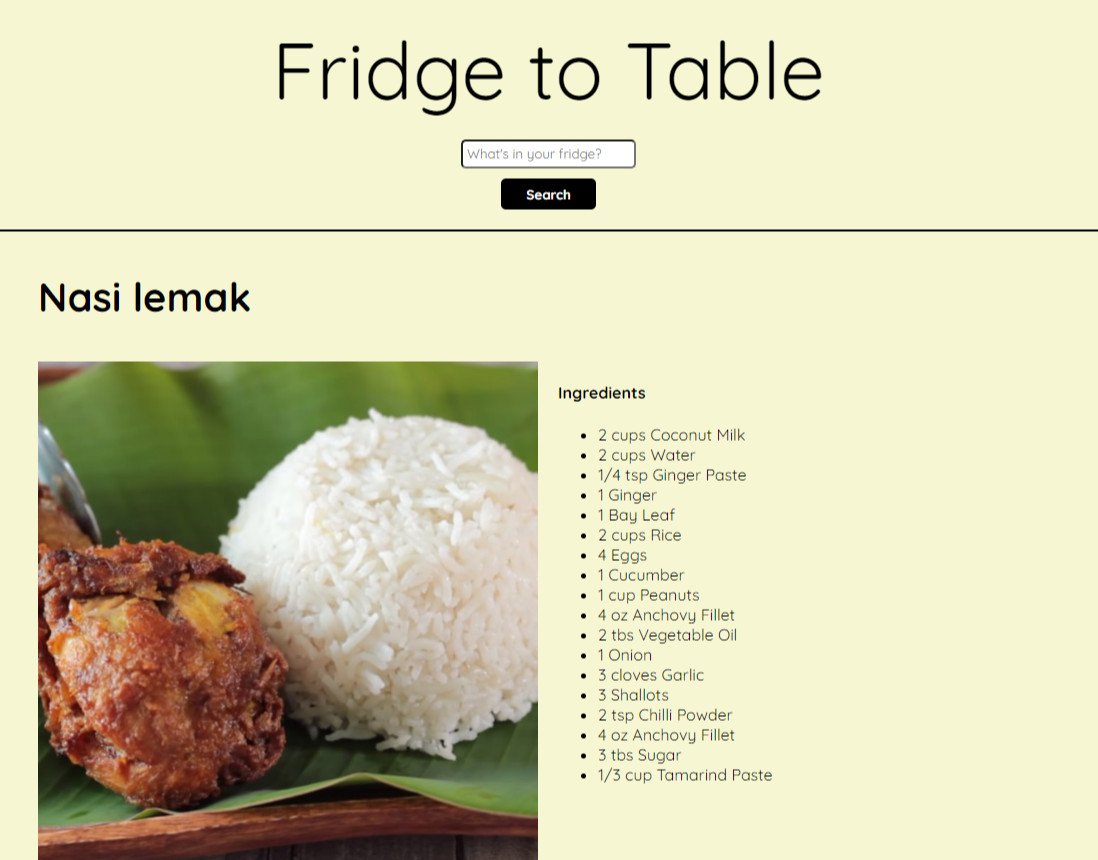 Fridge to Table
What's in your fridge?
Search
Nasi lemak
Ingredients
2 cups Coconut Milk
2 cups Water
1/4 tsp Ginger Paste
1 Ginger
1 Bay Leaf
2 cups Rice
4 Eggs
1 Cucumber
1 cup Peanuts
4 oz Anchovy Fillet
2 tbs Vegetable Oil
1 Onion
3 cloves Garlic
3 Shallots
2 tsp Chilli Powder
4 oz Anchovy Fillet
3 tbs Sugar
1/3 cup Tamarind Paste